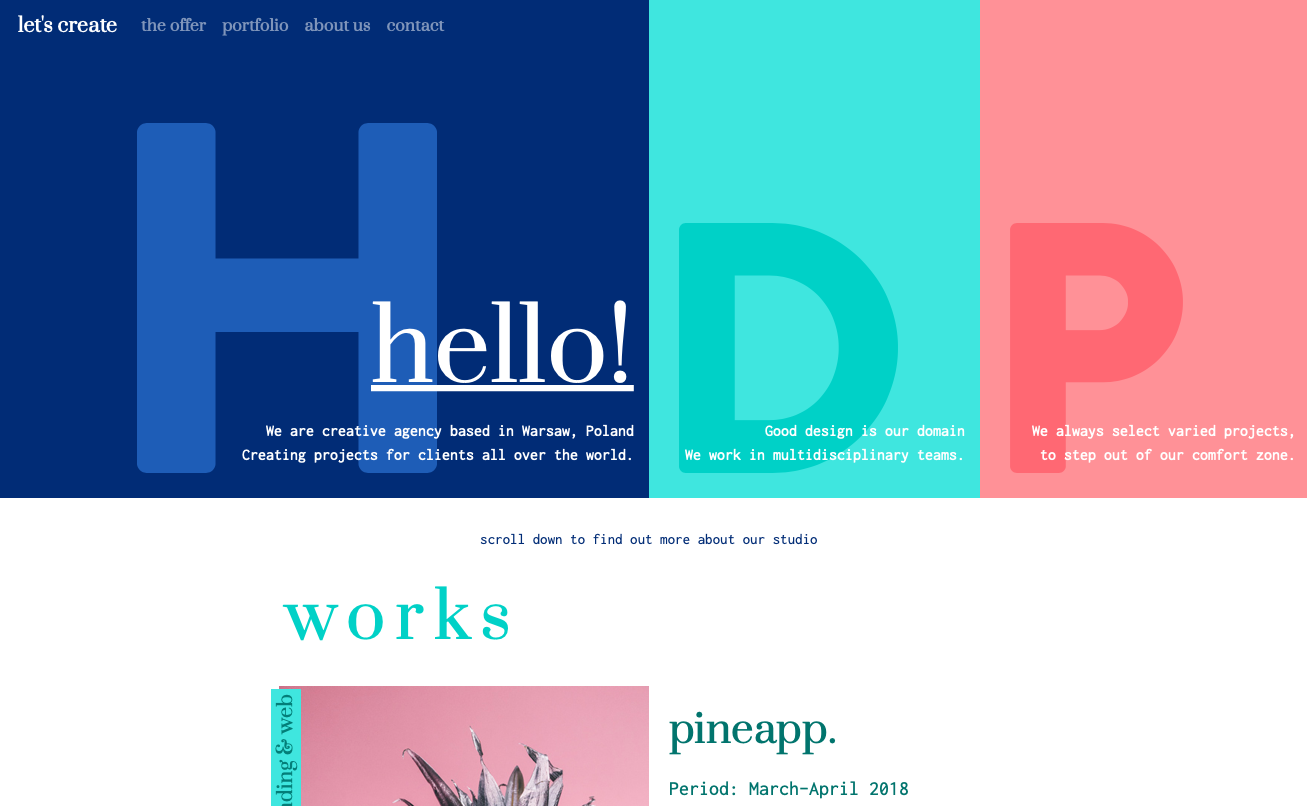 let's create the offer portfolio about us contact
H
hello!
We are creative agency based in Warsaw, Poland
Creating projects for clients all over the world.
D
Good design is our domain
We work in multidisciplinary teams.
P
We always select varied projects,
to step out of our comfort zone.
scroll down to find out more about our studio
works
& web
pineapp.
Period: March-April 2018